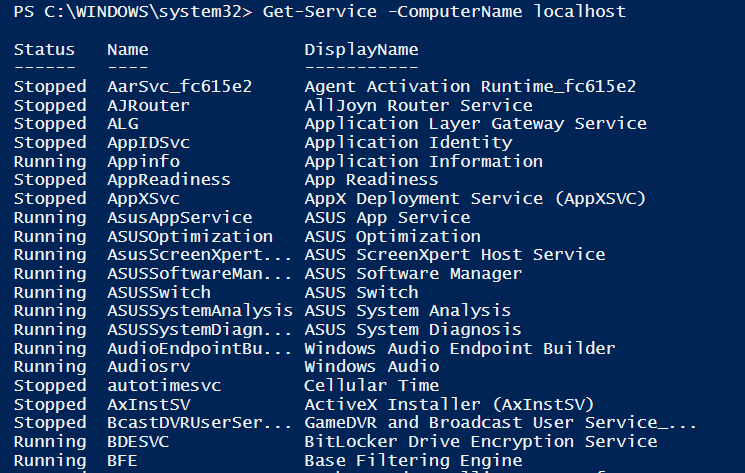 PS C:\WINDOWS\system32> Get-Service -ComputerName localhost
Status Name DisplayName
------ ---- -----------
Stopped AarSvc_fc615e2 Agent Activation Runtime_fc615e2
Stopped AJRouter AllJoyn Router Service
Stopped ALG Application Layer Gateway Service
Stopped AppIDSvc Application Identity
Running Appinfo Application Information
Stopped AppReadiness App Readiness
Stopped AppXSvc AppX Deployment Service (AppXSVC)
Running AsusAppService ASUS App Service
Running ASUSOptimization ASUS Optimization
Running AsusScreenXpert... ASUS ScreenXpert Host Service
Running ASUSSoftwareMan... ASUS Software Manager
Running ASUSSwitch ASUS Switch
Running ASUSSystemAnalysis ASUS System Analysis
Running ASUSSystemDiagn... ASUS System Diagnosis
Running AudioEndpointBu... Windows Audio Endpoint Builder
Running Audiosrv Windows Audio
Stopped autotimesvc Cellular Time
Stopped AxInstSV ActiveX Installer (AxInstSV)
Stopped BcastDVRUserSer... GameDVR and Broadcast User Service_...
Running BDESVC BitLocker Drive Encryption Service
Running BFE Base Filtering Engine